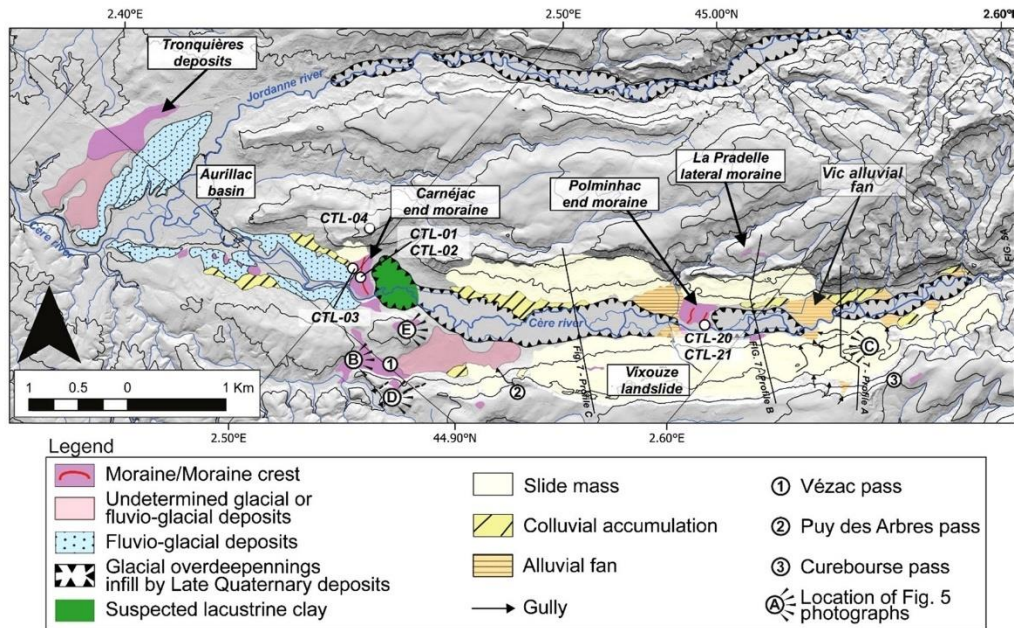 2.40°E
2.50°E
45.00°N
2.60°E
Tronquières
deposits
Jordanne river
Aurillac
basin
La Pradelle
lateral moraine
Carnéjac
end moraine
Polminhac
end moraine
Vic alluvial
fan
CTL-04
CTL-01
CTL-02
Cère river
FIG. 5A
CTL-03
Cère river
CTL-20
CTL-21
E
B
1
C
D
2
3
Vixouze
landslide
Fig 7 - Profile C
FIG. 7 - Profile B
7 - Profile A
1 0.5 0 1 Km
2.50°E
44.90°N
2.60°E
Legend
Moraine/Moraine crest
Undetermined glacial or
fluvio-glacial deposits
Fluvio-glacial deposits
Glacial overdeepennings
infill by Late Quaternary deposits
Suspected lacustrine clay
Slide mass
Colluvial accumulation
Alluvial fan
Gully
1 Vézac pass
2 Puy des Arbres pass
3 Curebourse pass
A Location of Fig. 5
photographs